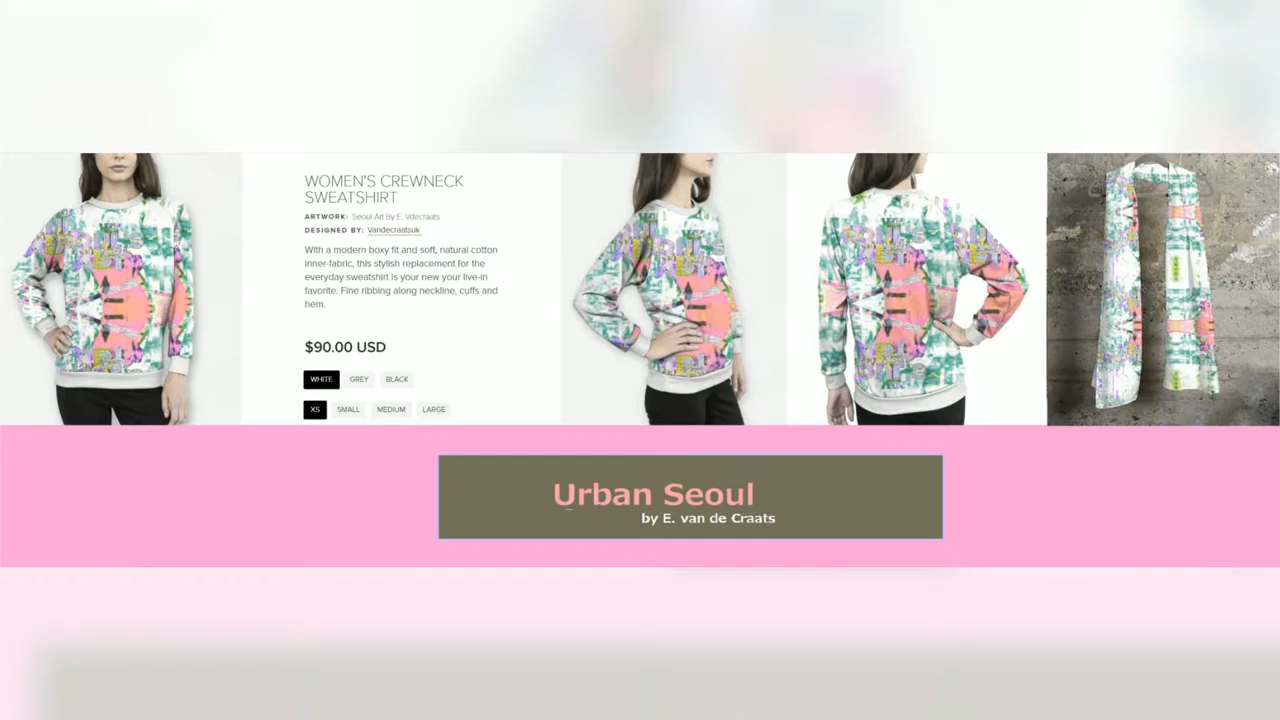 WOMEN'S CREWNECK
SWEATSHIRT
ARTWORK: Seoul Art By E. Vdecraats
DESIGNED BY: Vandecraatsuk
With a modern boxy fit and soft, natural cotton
inner-fabric, this stylish replacement for the
everyday sweatshirt is your new your live-in
favorite. Fine ribbing along neckline, cuffs and
hem.
$90.00 USD
WHITE GREY BLACK
XS SMALL MEDIUM LARGE
Urban Seoul
by E. van de Craats